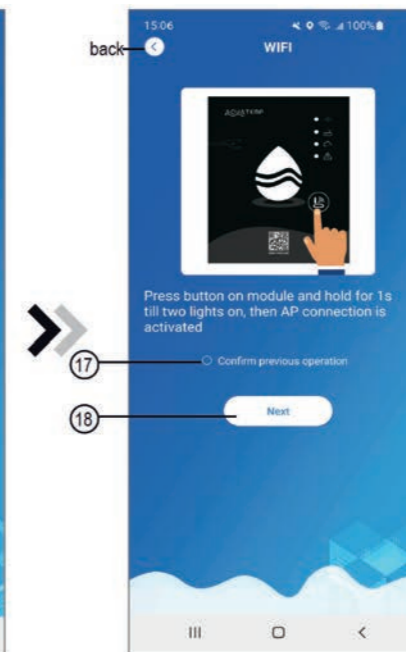 15:06 100%
back WIFI
Press button on module and hold for 1s
till two lights on, then AP connection is
activated
17 Confirm previous operation
18 Next